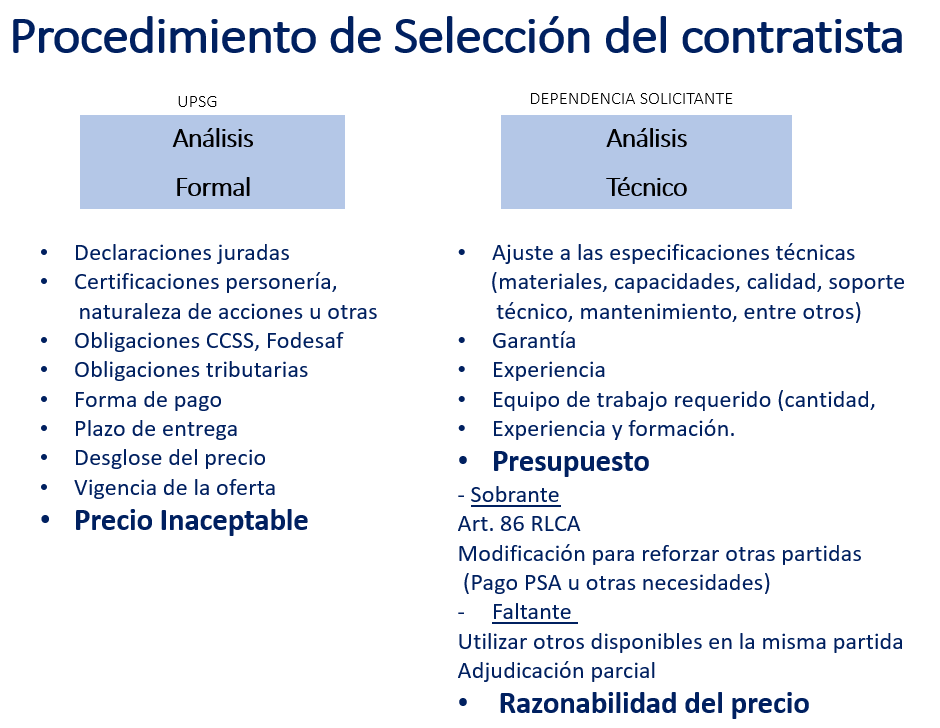 Procedimiento de Selección del contratista
UPSG
Análisis
Formal
• Declaraciones juradas
• Certificaciones personería,
naturaleza de acciones u otras
• Obligaciones CCSS, Fodesaf
• Obligaciones tributarias
• Forma de pago
• Plazo de entrega
• Desglose del precio
• Vigencia de la oferta
• Precio Inaceptable
DEPENDENCIA SOLICITANTE
Análisis
Técnico
• Ajuste a las especificaciones técnicas
(materiales, capacidades, calidad, soporte
técnico, mantenimiento, entre otros)
• Garantía
• Experiencia
• Equipo de trabajo requerido (cantidad,
• Experiencia y formación.
• Presupuesto
- Sobrante
Art. 86 RLCA
Modificación para reforzar otras partidas
(Pago PSA u otras necesidades)
- Faltante
Utilizar otros disponibles en la misma partida
Adjudicación parcial
• Razonabilidad del precio